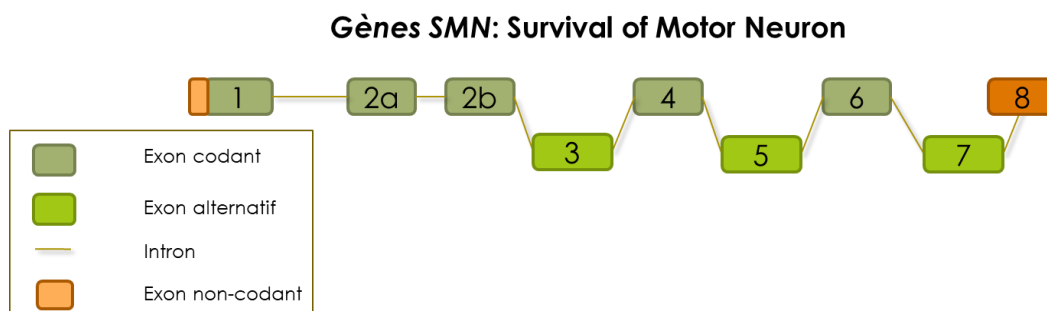 Gènes SMN: Survival of Motor Neuron
1 2a 2b 4 6 8
3 5 7
Exon codant
Exon alternatif
Intron
Exon non-codant